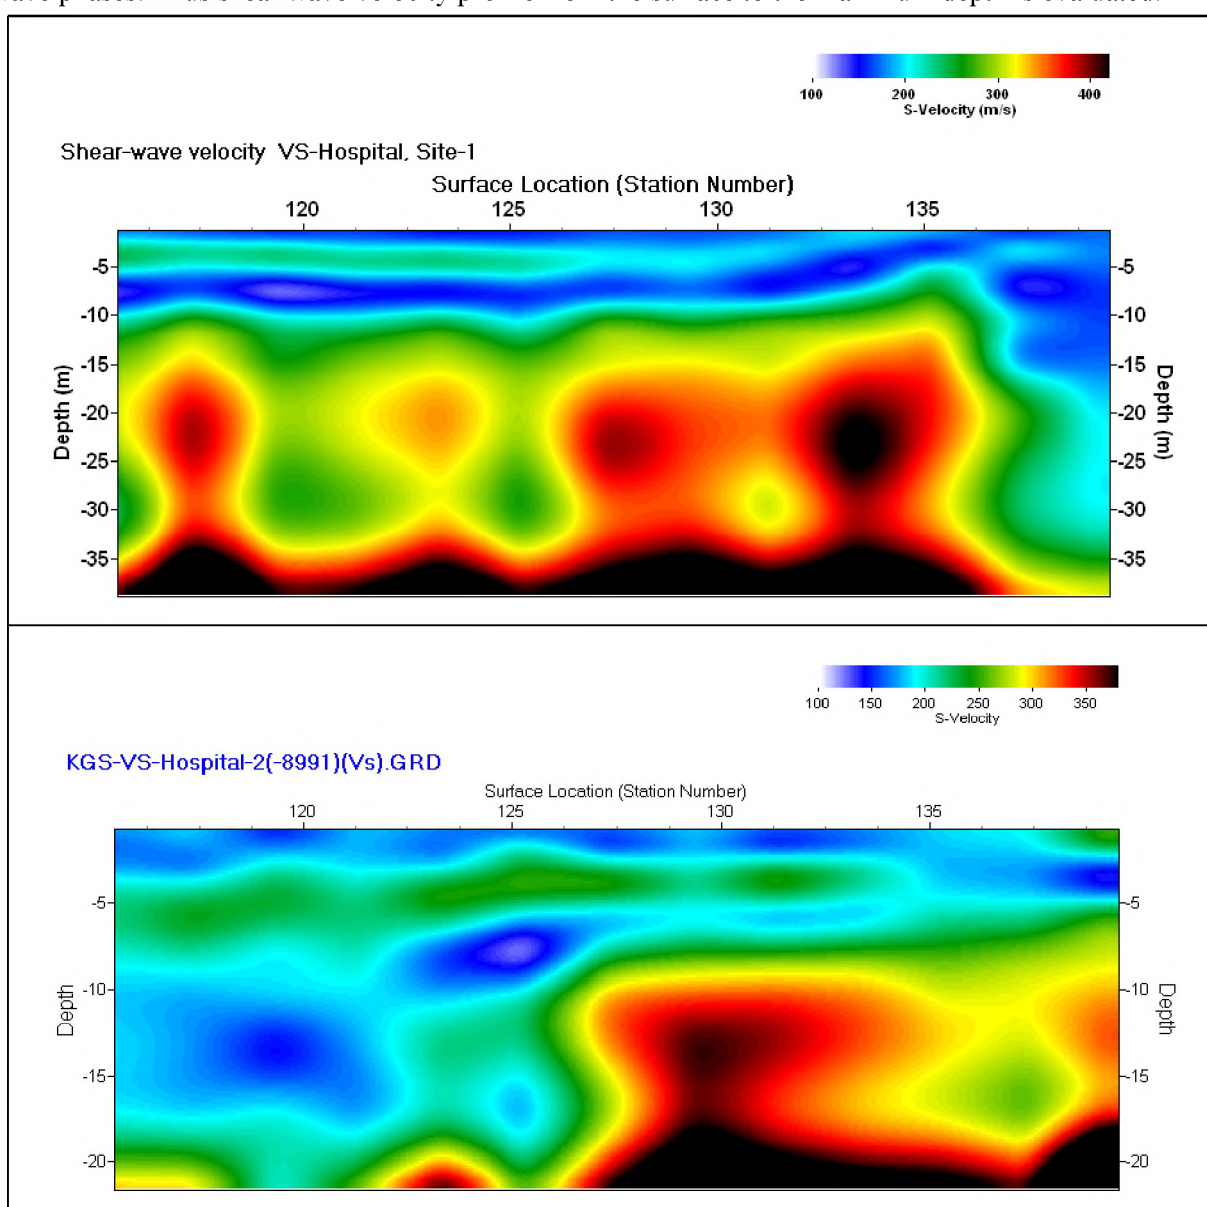 100 200 300 400
S-Velocity (m/s)
Shear-wave velocity VS-Hospital, Site-1
Surface Location (Station Number)
120 125 130 135
-5 -5
-10 -10
-15 -15
Depth (m) Depth (m)
-20 -20
-25 -25
-30 -30
-35 -35
100 150 200 250 300 350
S-Velocity
KGS-VS-Hospital-2(-8991)(Vs).GRD
Surface Location (Station Number)
120 125 130 135
-5 -5
-10 -10
Depth Depth
-15 -15
-20 -20